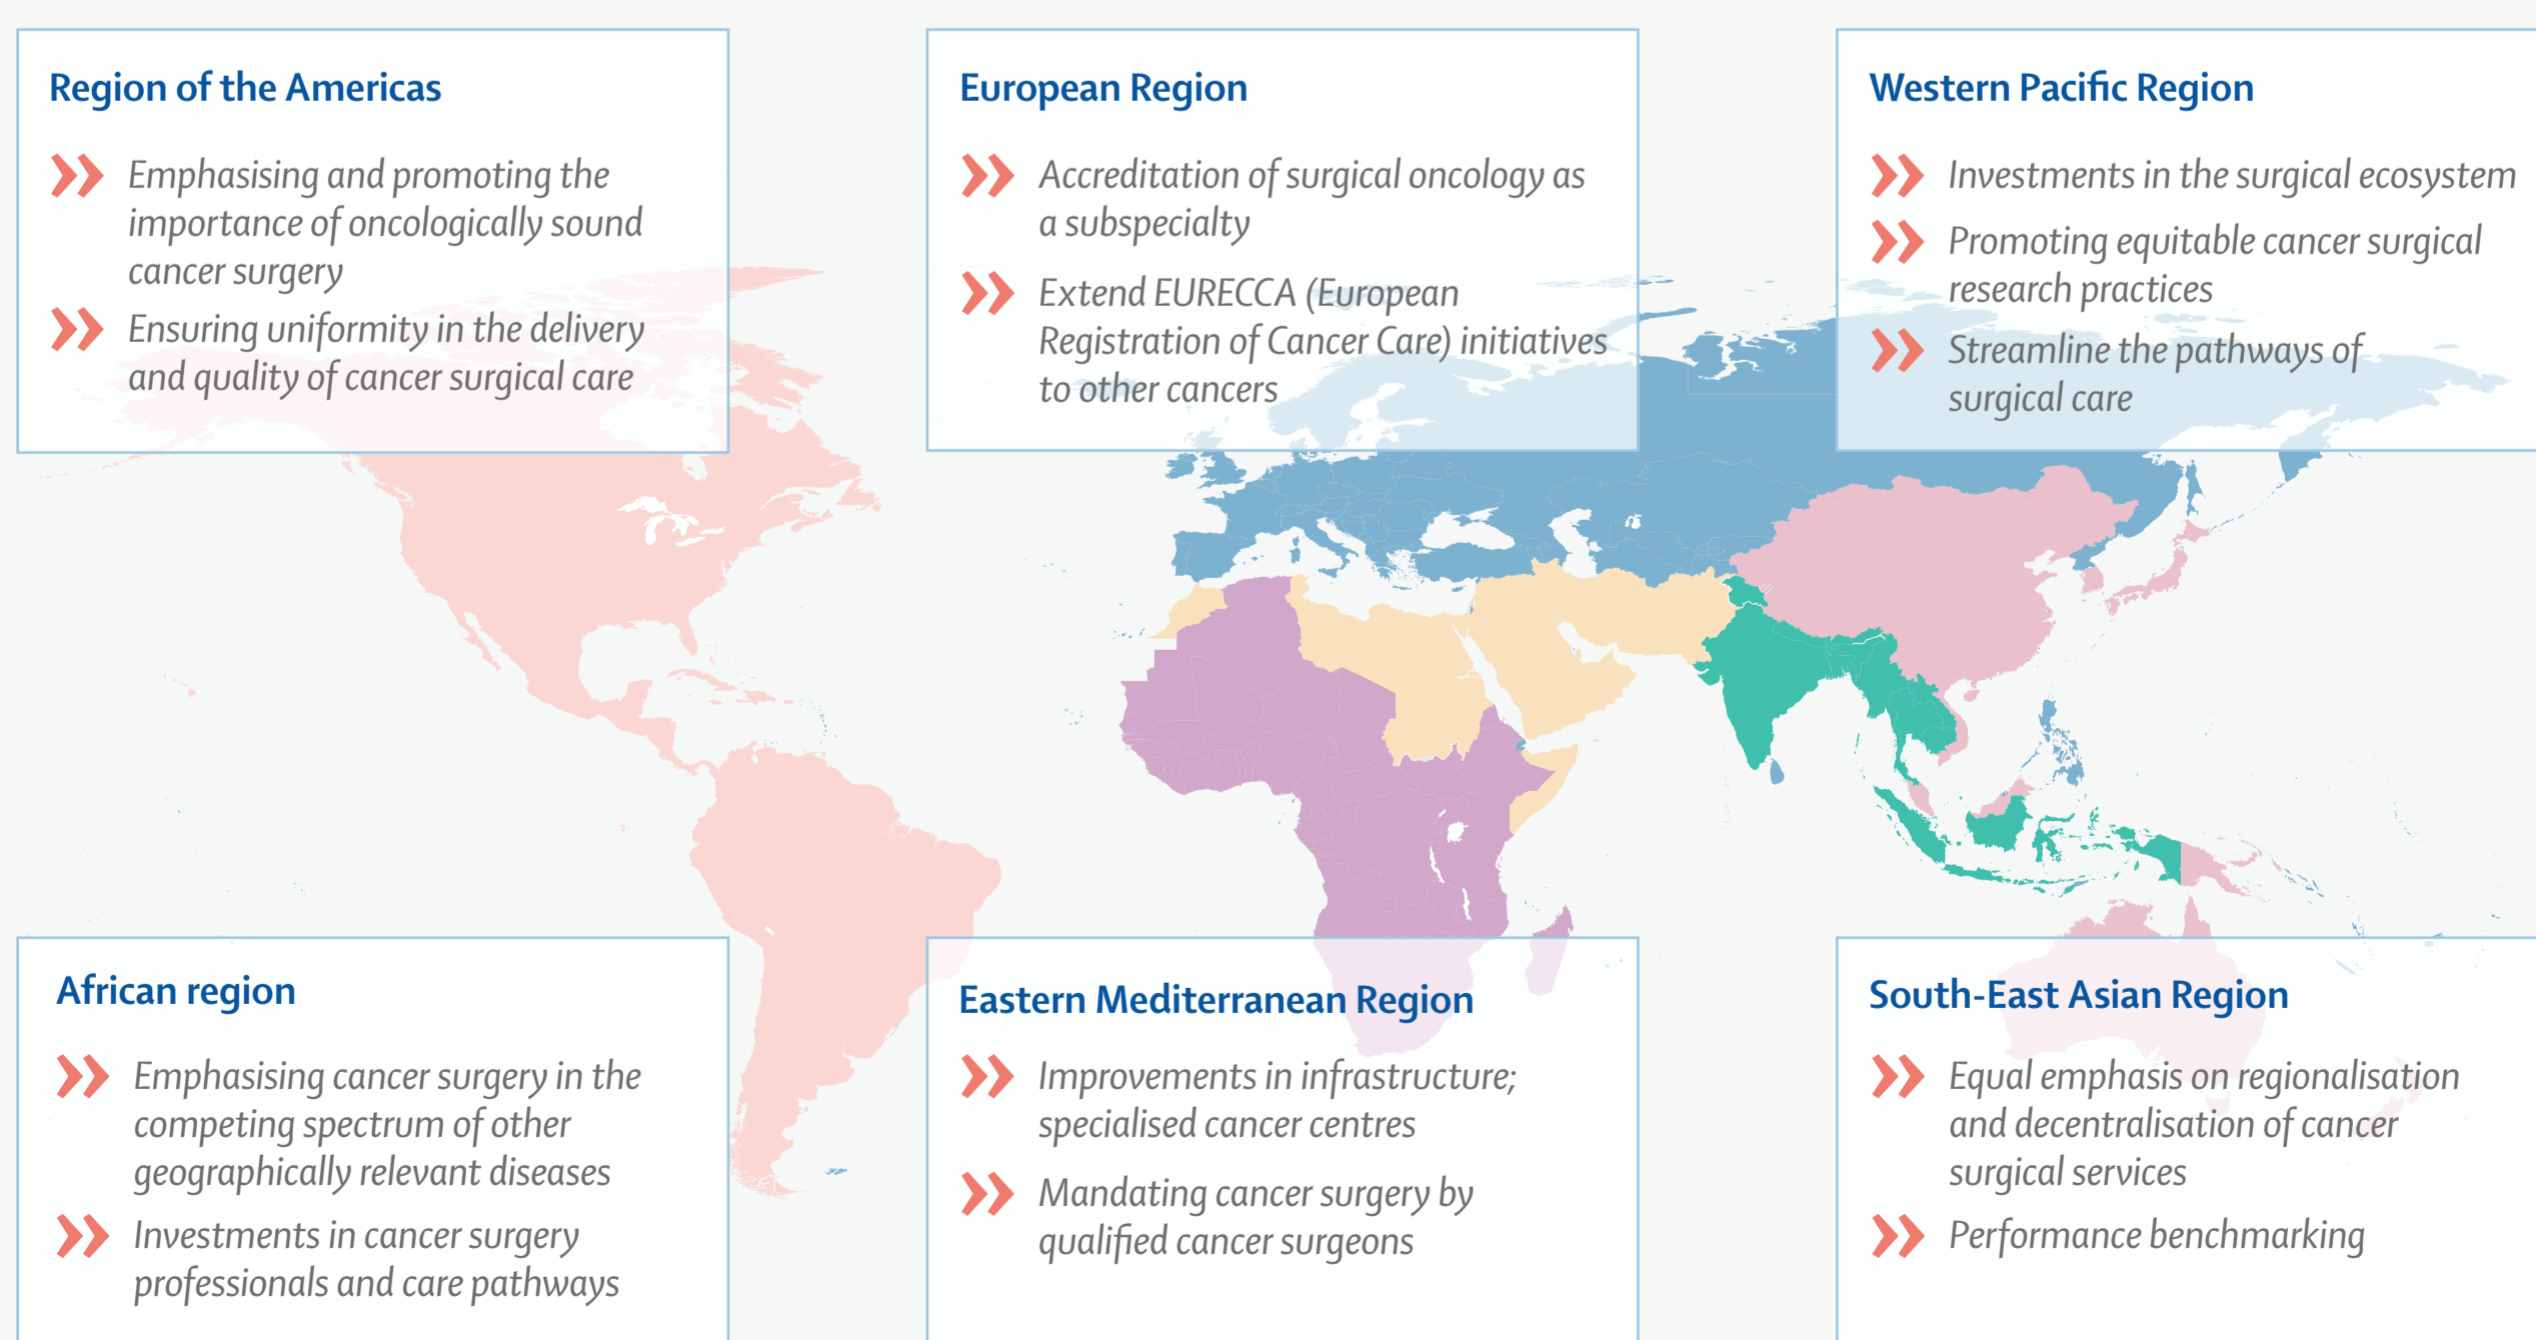 Region of the Americas
Emphasising and promoting the
importance of oncologically sound
cancer surgery
Ensuring uniformity in the delivery
and quality of cancer surgical care
European Region
Accreditation of surgical oncology as
a subspecialty
Extend EURECCA (European
Registration of Cancer Care) initiatives
to other cancers
Western Pacific Region
Investments in the surgical ecosystem
Promoting equitable cancer surgical
research practices
Streamline the pathways of
surgical care
African region
Emphasising cancer surgery in the
competing spectrum of other
geographically relevant diseases
Investments in cancer surgery
professionals and care pathways
Eastern Mediterranean Region
Improvements in infrastructure;
specialised cancer centres
Mandating cancer surgery by
qualified cancer surgeons
South-East Asian Region
Equal emphasis on regionalisation
and decentralisation of cancer
surgical services
Performance benchmarking